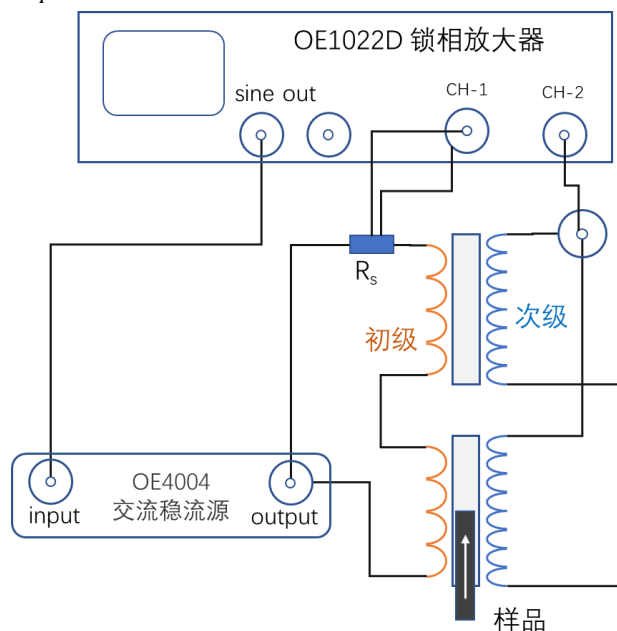 OE1022D 锁相放大器
sine out
CH-1
CH-2
Rs
初级
次级
OE4004
交流稳流源
input
output
样品